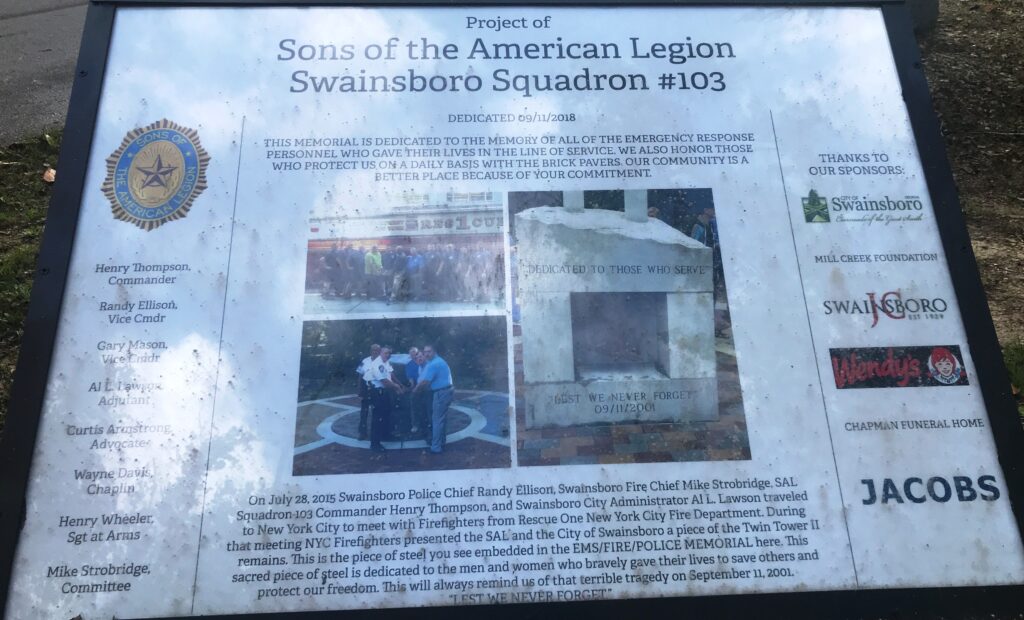 Project of
Sons of the American Legion
Swainsboro Squadron #103
DEDICATED 09/11/2018
THIS MEMORIAL IS DEDICATED TO THE MEMORY OF ALL OF THE EMERGENCY RESPONSE
PERSONNEL WHO GAVE THEIR LIVES IN THE LINE OF SERVICE. WE ALSO HONOR THOSE
WHO PROTECT US ON A DAILY BASIS WITH THE BRICK PAVERS. OUR COMMUNITY IS A
BETTER PLACE BECAUSE OF YOUR COMMITMENT.
SONS OF
THE AMERICAN LEGION
Henry Thompson,
Commander
Randy Ellison,
Vice Cmdr
Gary Mason,
Vice Cmdr
Al L. Lawson,
Adjutant
Curtis Armstrong,
Advocate
Wayne Davis,
Chaplin
Henry Wheeler,
Sgt at Arms
Mike Strobridge,
Committee
"DEDICATED TO THOSE WHO SERVE"
"LEST WE NEVER FORGET"
09/11/2001
On July 28, 2015 Swainsboro Police Chief Randy Ellison, Swainsboro Fire Chief Mike Strobridge, SAL
Squadron 103 Commander Henry Thompson, and Swainsboro City Administrator Al L. Lawson traveled
to New York City to meet with Firefighters from Rescue One New York City Fire Department. During
that meeting NYC Firefighters presented the SAL and the City of Swainsboro a piece of the Twin Tower II
remains. This is the piece of steel you see embedded in the EMS/FIRE/POLICE MEMORIAL here. This
sacred piece of steel is dedicated to the men and women who bravely gave their lives to save others and
protect our freedom. This will always remind us of that terrible tragedy on September 11, 2001.
"LEST WE NEVER FORGET"
THANKS TO
OUR SPONSORS:
CITY OF
Swainsboro
Crossroads of the Great South
MILL CREEK FOUNDATION
SWAINSBORO
JC
EST 1939
Wendy's
CHAPMAN FUNERAL HOME
JACOBS